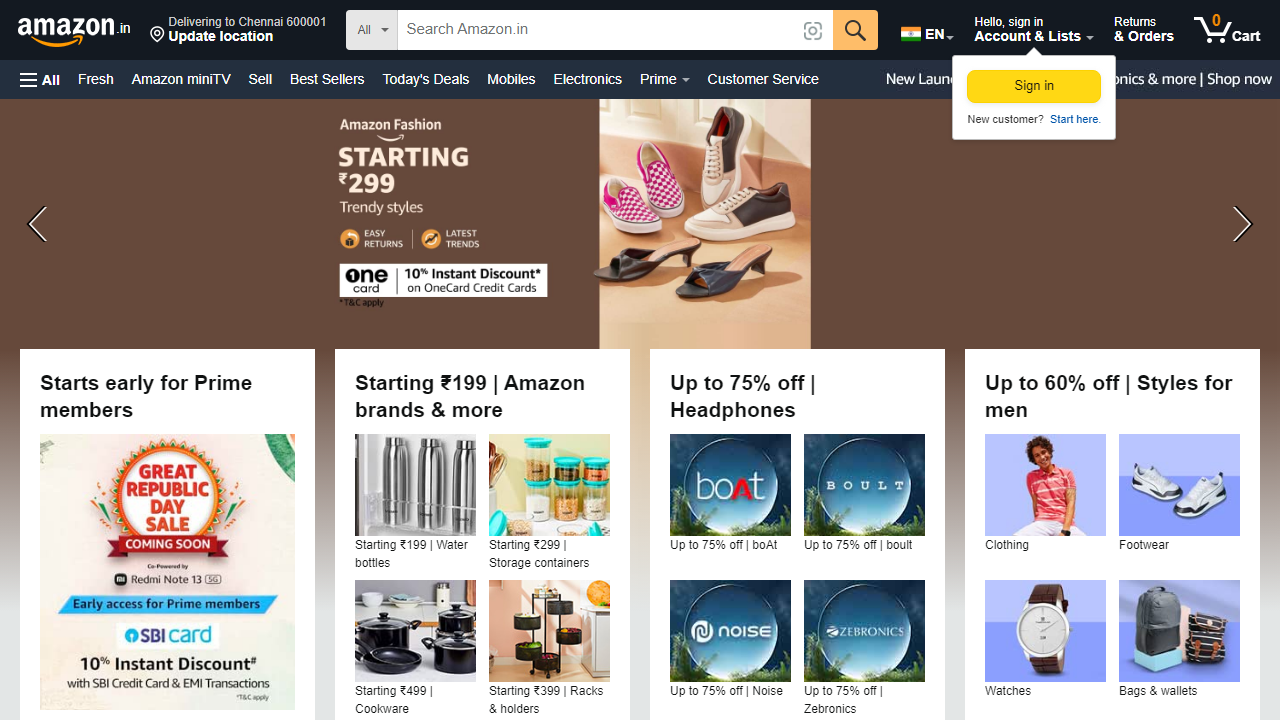 amazon.in
Delivering to Chennai 600001
Update location
All
Search Amazon.in
EN
Hello, sign in
Account & Lists
Returns
& Orders
0
Cart
All
Fresh
Amazon miniTV
Sell
Best Sellers
Today's Deals
Mobiles
Electronics
Prime
Customer Service
New Laun
onics & more | Shop now
Sign in
New customer? Start here.
Amazon Fashion
STARTING
₹299
Trendy styles
EASY
RETURNS
LATEST
TRENDS
one
card
10% Instant Discount*
on OneCard Credit Cards
*T&C apply
Starts early for Prime
members
GREAT
REPUBLIC
DAY
SALE
COMING SOON
Co-Powered by
Redmi Note 13 5G
Early access for Prime members
SBI card
10% Instant Discount#
with SBI Credit Card & EMI Transactions
*T&C apply
Starting ₹199 | Amazon
brands & more
Starting ₹199 | Water
bottles
Starting ₹299 |
Storage containers
Starting ₹499 |
Cookware
Starting ₹399 | Racks
& holders
Up to 75% off |
Headphones
boAt
BOULT
Up to 75% off | boAt
Up to 75% off | boult
NOISE
ZEBRONICS
Up to 75% off | Noise
Up to 75% off |
Zebronics
Up to 60% off | Styles for
men
Clothing
Footwear
Watches
Bags & wallets